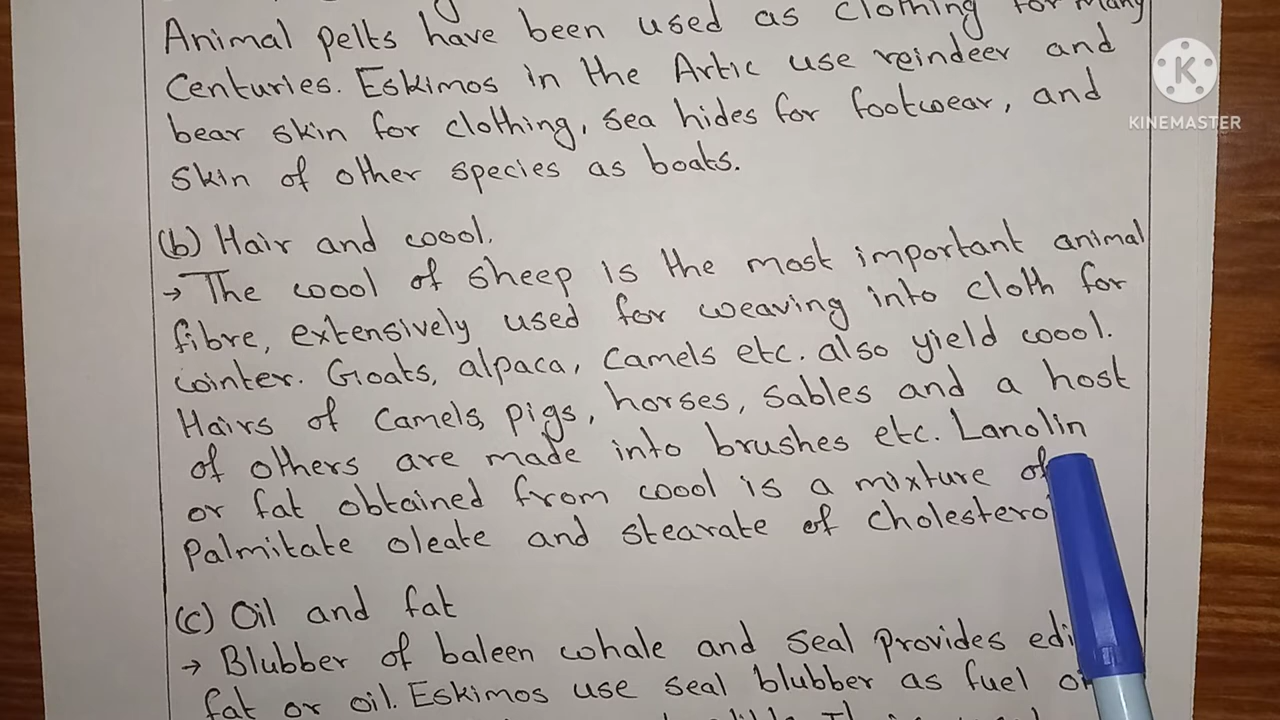 Animal pelts have been used as clothing for many
Centuries. Eskimos in the Artic use reindeer and
bear skin for clothing, sea hides for footwear, and
skin of other species as boats.
(b) Hair and wool.
→ The wool of sheep is the most important animal
fibre, extensively used for weaving into cloth for
winter. Goats, alpaca, camels etc. also yield wool.
Hairs of camels, pigs, horses, sables and a host
of others are made into brushes etc. Lanolin
or fat obtained from wool is a mixture of
palmitate oleate and stearate of cholestero
(c) Oil and fat
→ Blubber of baleen whale and seal provides edi
fat or oil. Eskimos use seal blubber as fuel
KINEMASTER